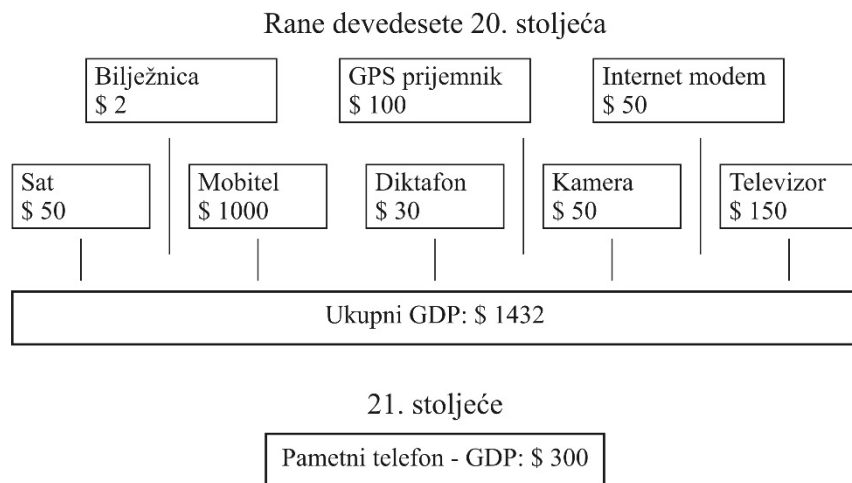 Rane devedesete 20. stoljeća
Bilježnica
$ 2
GPS prijemnik
$ 100
Internet modem
$ 50
Sat
$ 50
Mobitel
$ 1000
Diktafon
$ 30
Kamera
$ 50
Televizor
$ 150
Ukupni GDP: $ 1432
21. stoljeće
Pametni telefon - GDP: $ 300